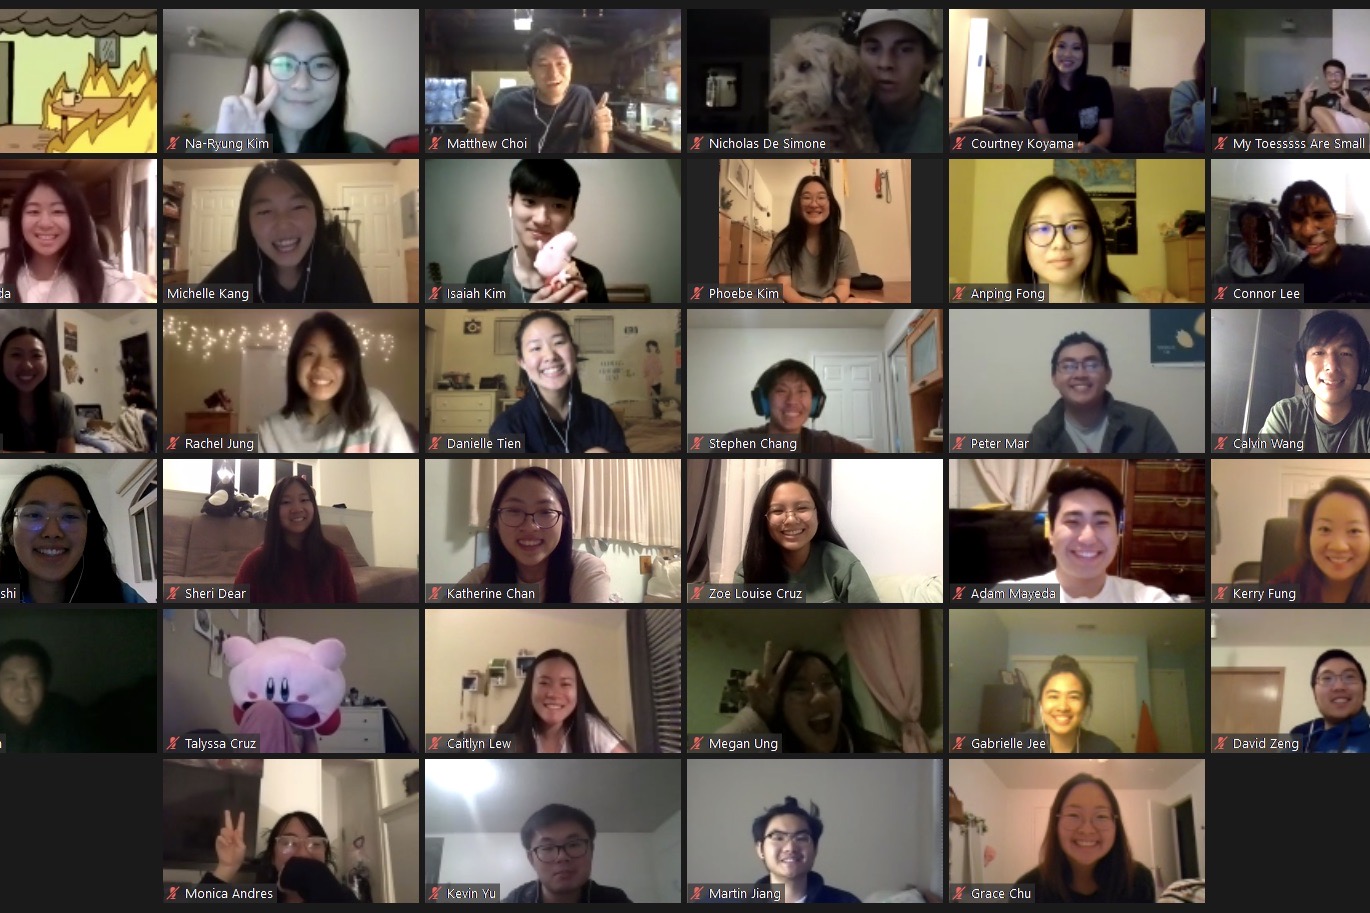 Na-Ryung Kim
Matthew Choi
Nicholas De Simone
Courtney Koyama
My Toesssss Are Small
da
Michelle Kang
Isaiah Kim
Phoebe Kim
Anping Fong
Connor Lee
Rachel Jung
Danielle Tien
Stephen Chang
Peter Mar
Calvin Wang
shi
Sheri Dear
Katherine Chan
Zoe Louise Cruz
Adam Mayeda
Kerry Fung
Talyssa Cruz
Caitlyn Lew
Megan Ung
Gabrielle Jee
David Zeng
Monica Andres
Kevin Yu
Martin Jiang
Grace Chu